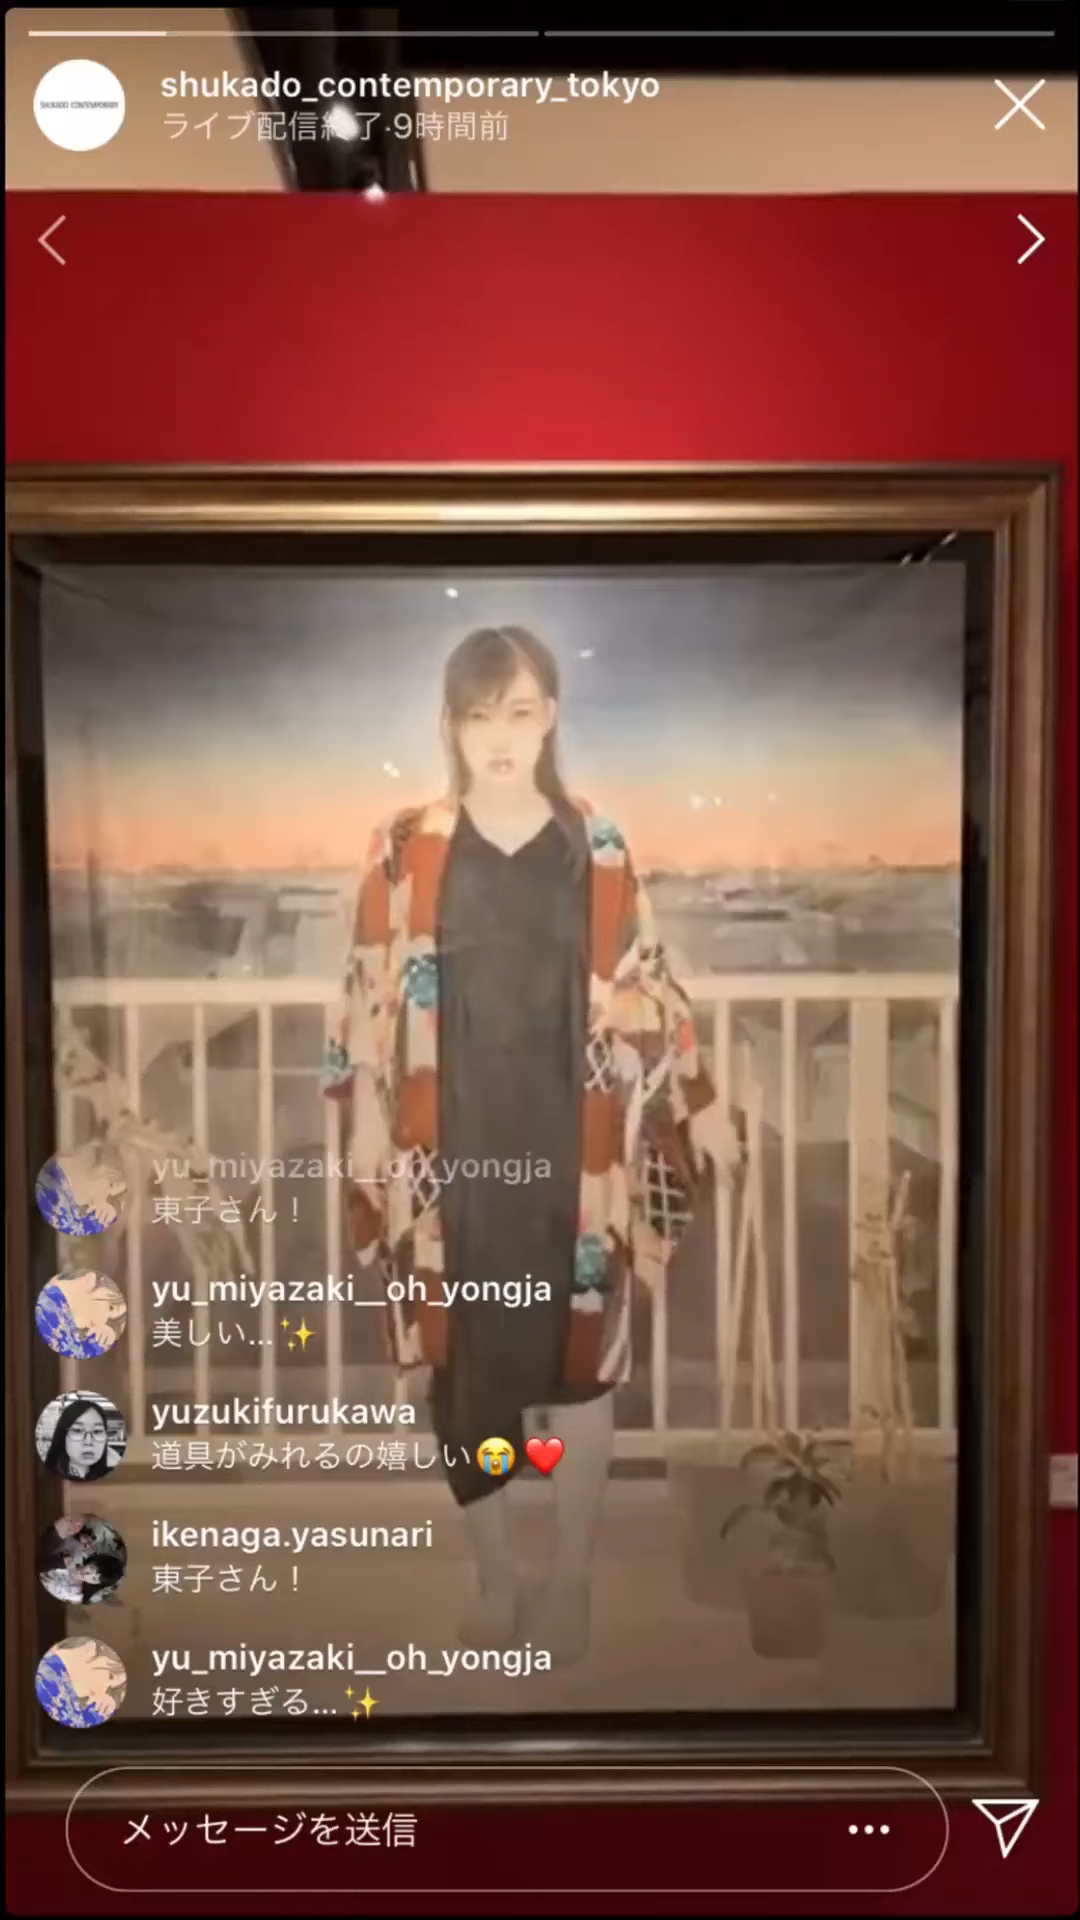 SHUKADO CONTEMPORARY
shukado_contemporary_tokyo
ライブ配信終了·9時間前
yu_miyazaki__oh_yongja
東子さん！
yu_miyazaki__oh_yongja
美しい...✨
yuzukifurukawa
道具がみれるの嬉しい😭❤️
ikenaga.yasunari
東子さん！
yu_miyazaki__oh_yongja
好きすぎる...✨
メッセージを送信